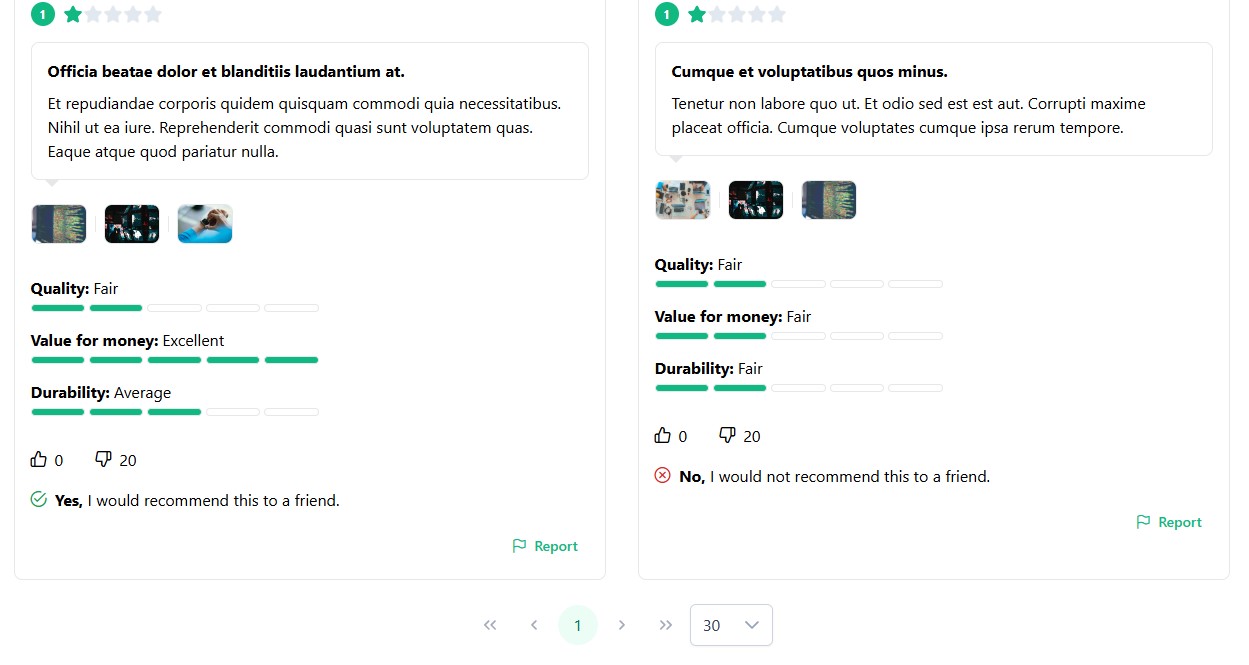 1
Officia beatae dolor et blanditiis laudantium at.
Et repudiandae corporis quidem quisquam commodi quia necessitatibus.
Nihil ut ea iure. Reprehenderit commodi quasi sunt voluptatem quas.
Eaque atque quod pariatur nulla.
Quality: Fair
Value for money: Excellent
Durability: Average
0 20
Yes, I would recommend this to a friend.
Report
1
Cumque et voluptatibus quos minus.
Tenetur non labore quo ut. Et odio sed est est aut. Corrupti maxime
placeat officia. Cumque voluptates cumque ipsa rerum tempore.
Quality: Fair
Value for money: Fair
Durability: Fair
0 20
No, I would not recommend this to a friend.
Report
1 30